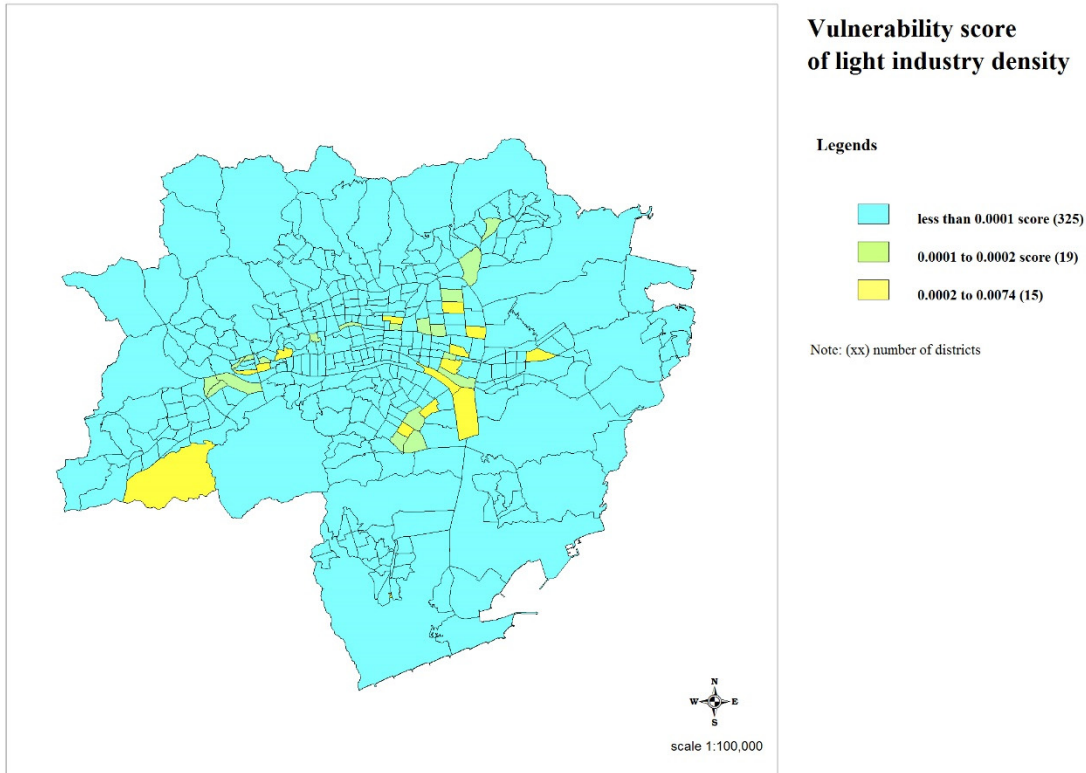 Vulnerability score
of light industry density
Legends
less than 0.0001 score (325)
0.0001 to 0.0002 score (19)
0.0002 to 0.0074 (15)
Note: (xx) number of districts
N
W E
S
scale 1:100,000